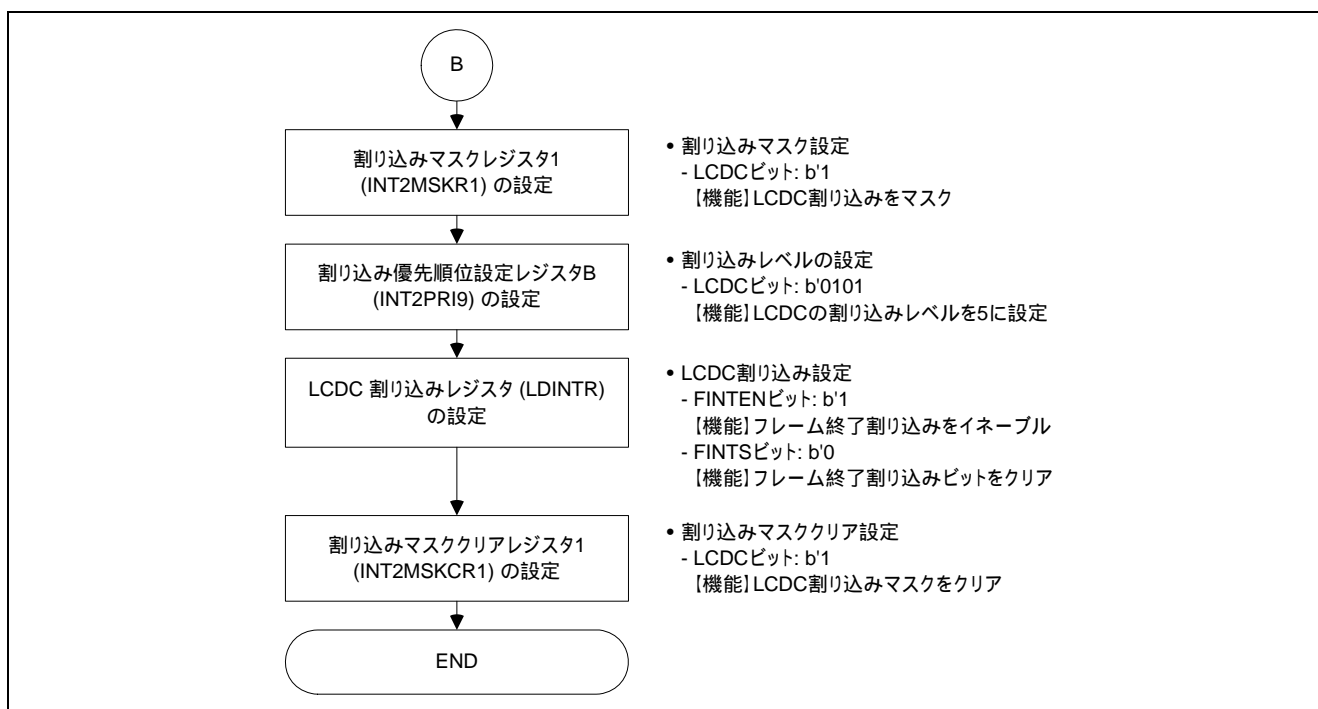 B
割り込みマスクレジスタ1
(INT2MSKR1) の設定
• 割り込みマスク設定
- LCDCビット: b'1
【機能】LCDC割り込みをマスク
割り込み優先順位設定レジスタB
(INT2PRI9) の設定
• 割り込みレベルの設定
- LCDCビット: b'0101
【機能】LCDCの割り込みレベルを5に設定
LCDC 割り込みレジスタ (LDINTR)
の設定
• LCDC割り込み設定
- FINTENビット: b'1
【機能】フレーム終了割り込みをイネーブル
- FINTSビット: b'0
【機能】フレーム終了割り込みビットをクリア
割り込みマスククリアレジスタ1
(INT2MSKCR1) の設定
• 割り込みマスククリア設定
- LCDCビット: b'1
【機能】LCDC割り込みマスクをクリア
END